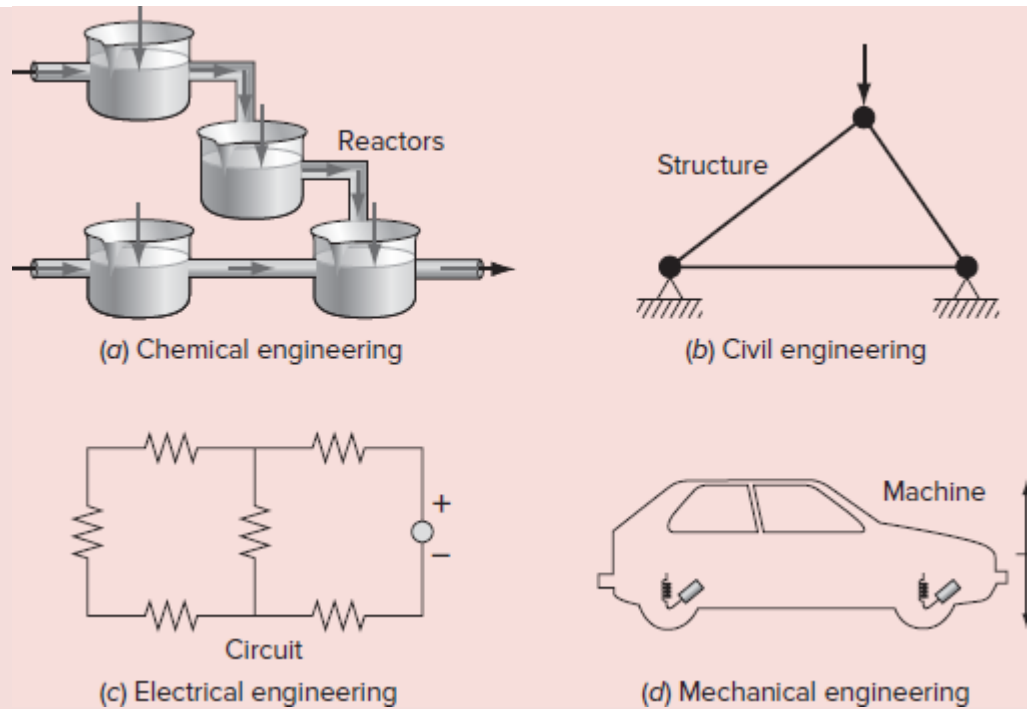 Reactors
Structure
(a) Chemical engineering
(b) Civil engineering
+
−
Circuit
(c) Electrical engineering
Machine
(d) Mechanical engineering